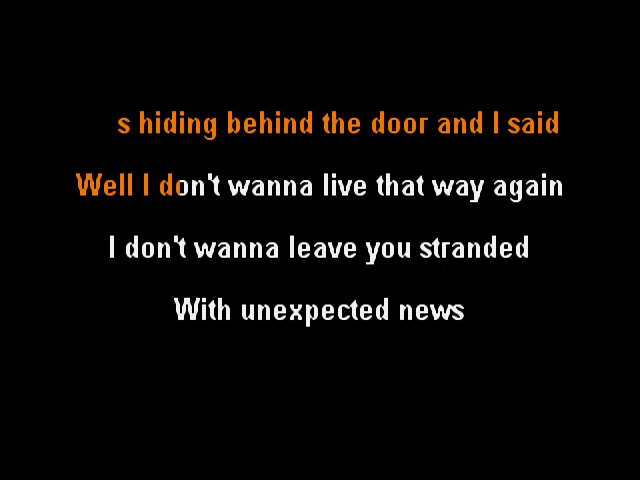 s hiding behind the door and I said
Well I don't wanna live that way again
I don't wanna leave you stranded
With unexpected news